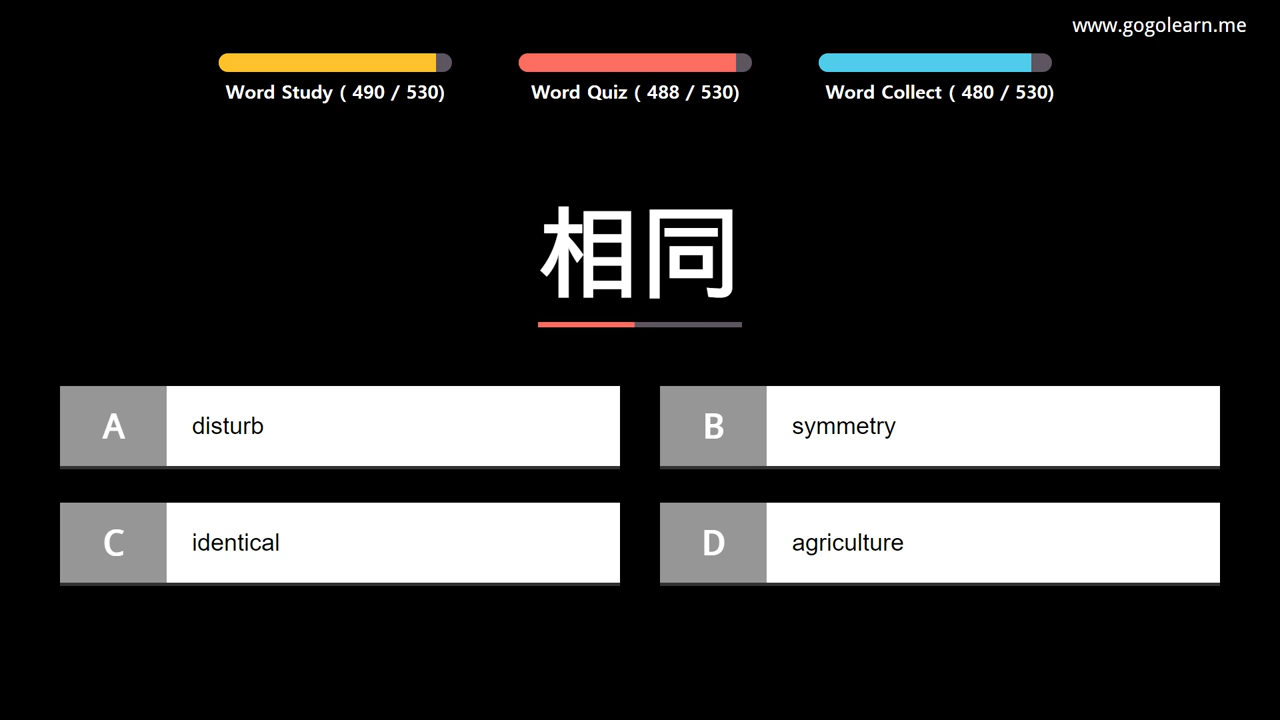 www.gogolearn.me
Word Study ( 490 / 530)
Word Quiz ( 488 / 530)
Word Collect ( 480 / 530)
相同
A disturb
B symmetry
C identical
D agriculture